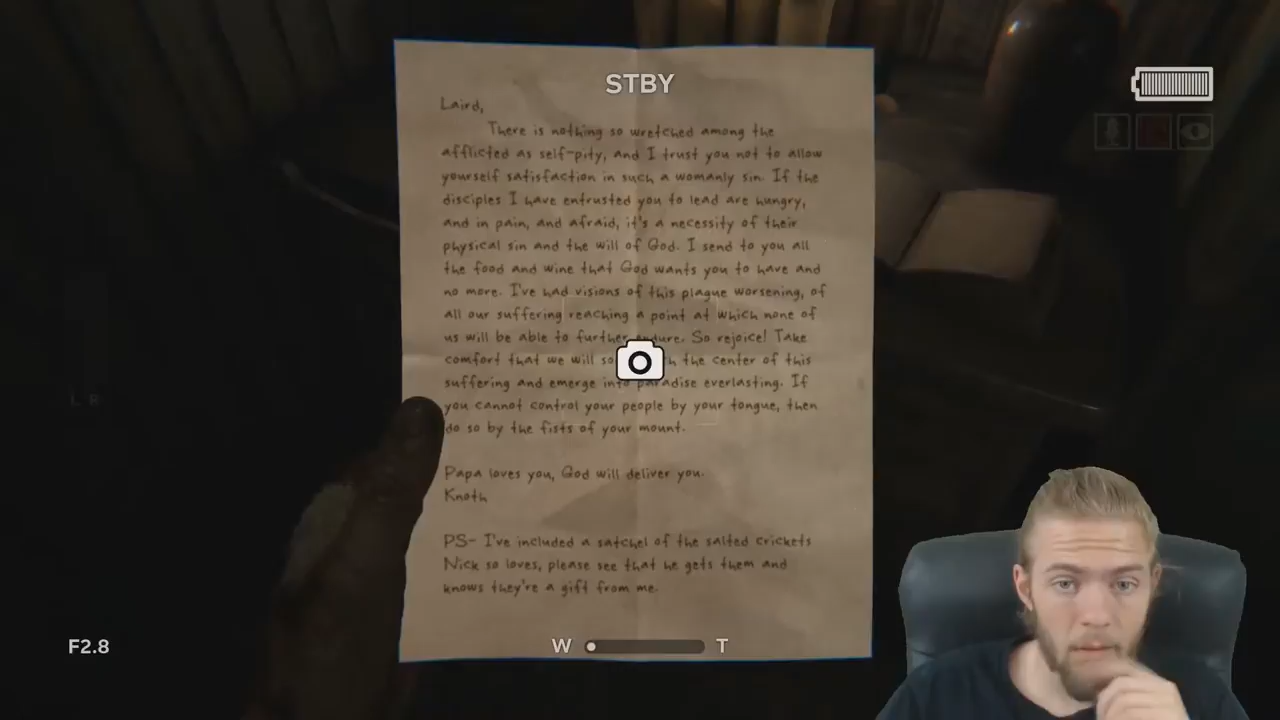 STBY
Laird,
There is nothing so wretched among the
afflicted as self-pity, and I trust you not to allow
yourself satisfaction in such a womanly sin. If the
disciples I have entrusted you to lead are hungry,
and in pain, and afraid, it's a necessity of their
physical sin and the will of God. I send to you all
the food and wine that God wants you to have and
no more. I've had visions of this plague worsening, of
all our suffering reaching a point at which none of
us will be able to further endure. So rejoice! Take
comfort that we will the center of this
suffering and emerge into paradise everlasting. If
you cannot control your people by your tongue, then
do so by the fists of your mount.
Papa loves you, God will deliver you.
Knoth
PS- I've included a satchel of the salted crickets
Nick so loves, please see that he gets them and
knows they're a gift from me.
F2.8
W T